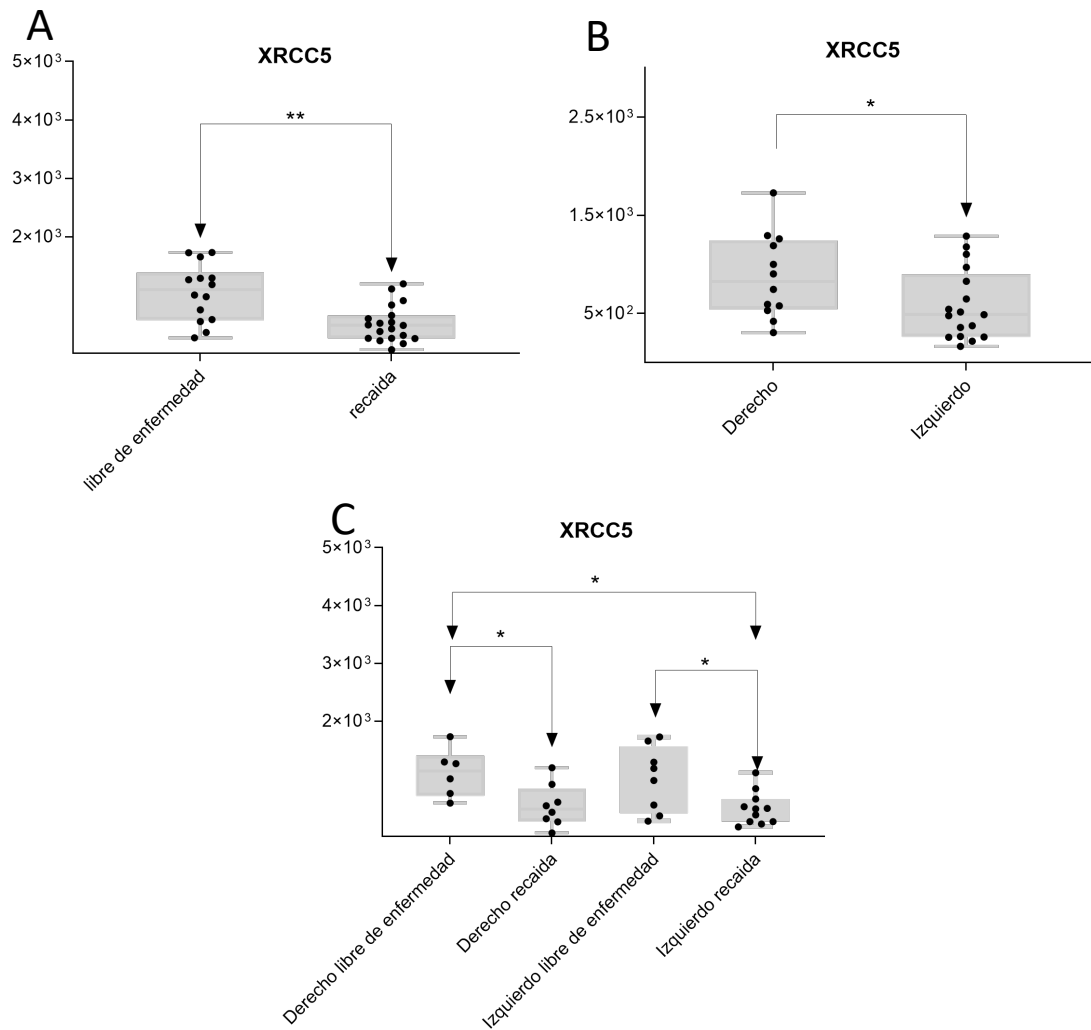 A
XRCC5
5×10³
4×10³
3×10³
2×10³
**
libre de enfermedad
recaida
B
XRCC5
2.5×10³
1.5×10³
5×10²
*
Derecho
Izquierdo
C
XRCC5
5×10³
4×10³
3×10³
2×10³
*
*
*
Derecho libre de enfermedad
Derecho recaida
Izquierdo libre de enfermedad
Izquierdo recaida